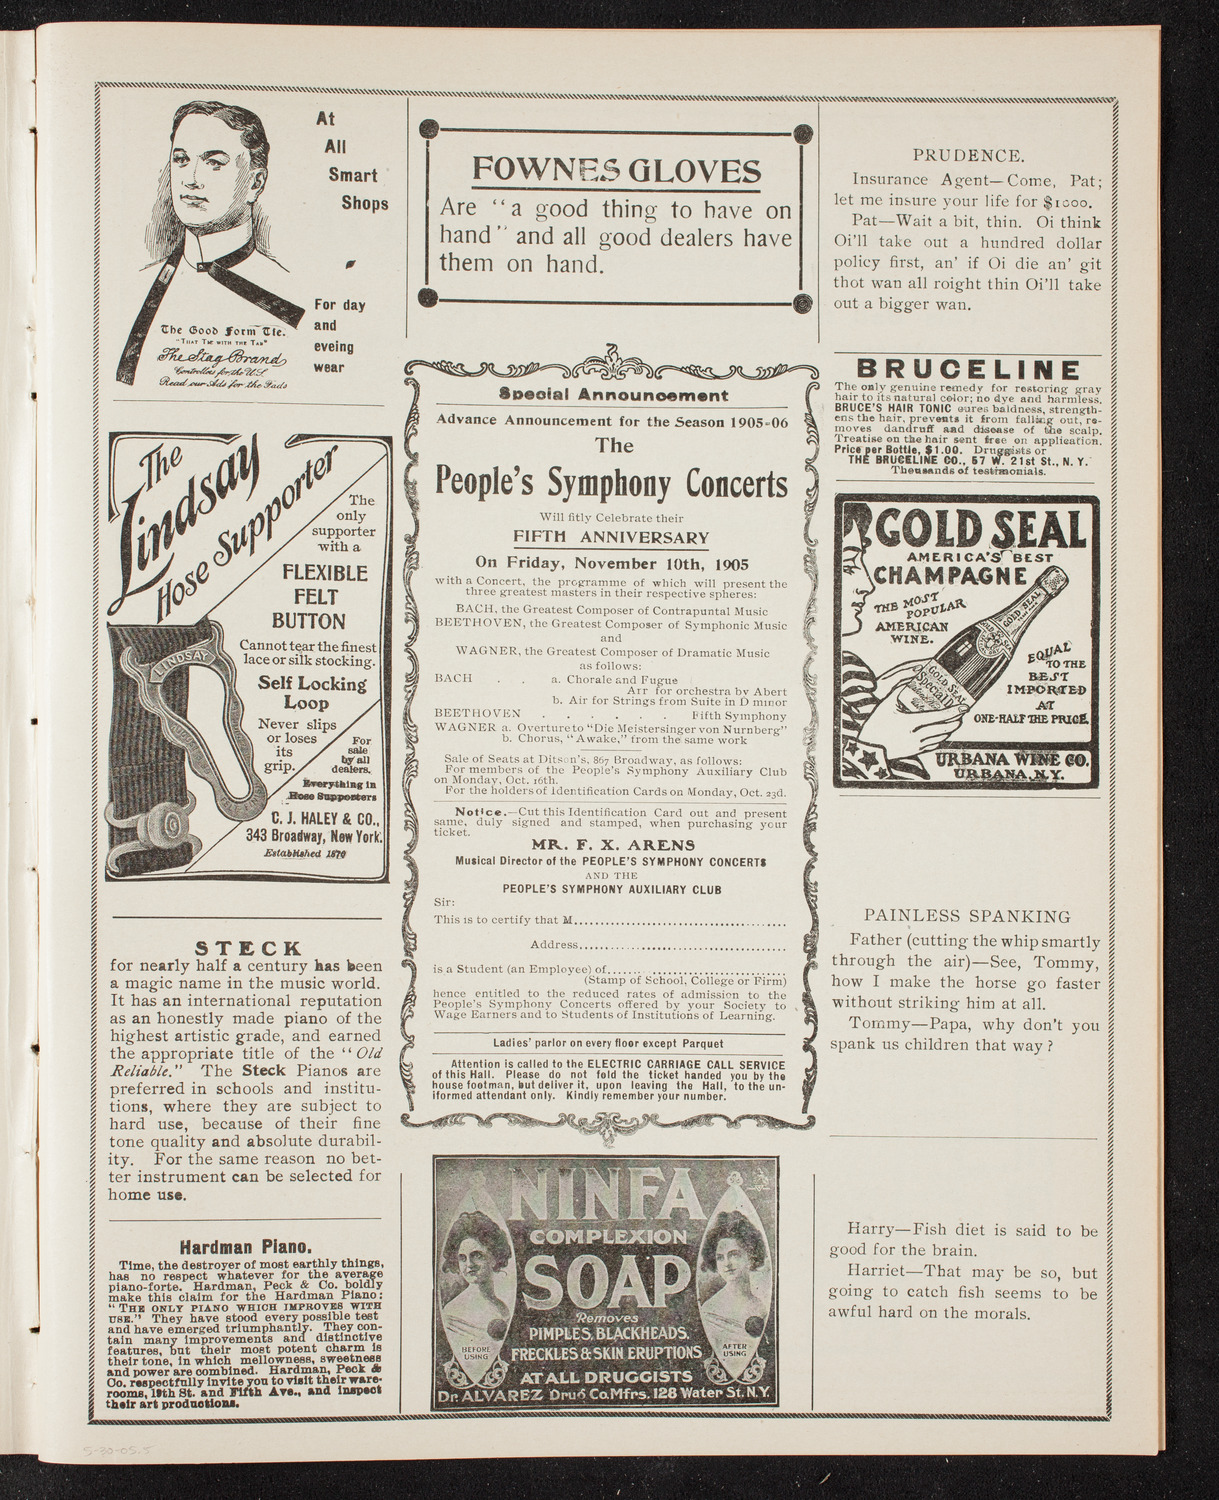 At
All
Smart
Shops
For day
and
eveing
wear
The Good Form Tie.
"THAT TIE WITH THE TAB"
The Stag Brand
Controllers for the U.S.
Read our Ads for the Fads
The
Lindsay
Hose Supporter
The
only
supporter
with a
FLEXIBLE
FELT
BUTTON
Cannot tear the finest
lace or silk stocking.
Self Locking
Loop
Never slips
or loses
its
grip.
For
sale
by all
dealers.
LINDSAY
Everything in
Hose Supporters
C. J. HALEY & CO.,
343 Broadway, New York.
Established 1870
STECK
for nearly half a century has been
a magic name in the music world.
It has an international reputation
as an honestly made piano of the
highest artistic grade, and earned
the appropriate title of the "Old
Reliable." The Steck Pianos are
preferred in schools and institu-
tions, where they are subject to
hard use, because of their fine
tone quality and absolute durabil-
ity. For the same reason no bet-
ter instrument can be selected for
home use.
Hardman Piano.
Time, the destroyer of most earthly things,
has no respect whatever for the average
piano-forte. Hardman, Peck & Co. boldly
make this claim for the Hardman Piano:
"THE ONLY PIANO WHICH IMPROVES WITH
USE." They have stood every possible test
and have emerged triumphantly. They con-
tain many improvements and distinctive
features, but their most potent charm is
their tone, in which mellowness, sweetness
and power are combined. Hardman, Peck &
Co. respectfully invite you to visit their ware-
rooms, 19th St. and Fifth Ave., and inspect
their art productions.
FOWNES GLOVES
Are "a good thing to have on
hand" and all good dealers have
them on hand.
Special Announcement
Advance Announcement for the Season 1905-06
The
People's Symphony Concerts
Will fitly Celebrate their
FIFTH ANNIVERSARY
On Friday, November 10th, 1905
with a Concert, the programme of which will present the
three greatest masters in their respective spheres:
BACH, the Greatest Composer of Contrapuntal Music
BEETHOVEN, the Greatest Composer of Symphonic Music
and
WAGNER, the Greatest Composer of Dramatic Music
as follows:
BACH . . a. Chorale and Fugue
Arr for orchestra by Abert
b. Air for Strings from Suite in D minor
BEETHOVEN . . . . . . Fifth Symphony
WAGNER a. Overture to "Die Meistersinger von Nurnberg"
b. Chorus, "Awake," from the same work
Sale of Seats at Ditson's, 867 Broadway, as follows:
For members of the People's Symphony Auxiliary Club
on Monday, Oct. 16th.
For the holders of Identification Cards on Monday, Oct. 23d.
Notice.—Cut this Identification Card out and present
same, duly signed and stamped, when purchasing your
ticket.
MR. F. X. ARENS
Musical Director of the PEOPLE'S SYMPHONY CONCERTS
AND THE
PEOPLE'S SYMPHONY AUXILIARY CLUB
Sir:
This is to certify that M......................................
Address......................................
is a Student (an Employee) of......................................
(Stamp of School, College or Firm)
hence entitled to the reduced rates of admission to the
People's Symphony Concerts offered by your Society to
Wage Earners and to Students of Institutions of Learning.
Ladies' parlor on every floor except Parquet
Attention is called to the ELECTRIC CARRIAGE CALL SERVICE
of this Hall. Please do not fold the ticket handed you by the
house footman, but deliver it, upon leaving the Hall, to the un-
iformed attendant only. Kindly remember your number.
NINFA
COMPLEXION
SOAP
Removes
PIMPLES, BLACKHEADS,
FRECKLES & SKIN ERUPTIONS
BEFORE
USING
AFTER
USING
AT ALL DRUGGISTS
Dr. ALVAREZ Drug Co. Mfrs. 128 Water St. N.Y.
PRUDENCE.
Insurance Agent—Come, Pat;
let me insure your life for $1000.
Pat—Wait a bit, thin. Oi think
Oi'll take out a hundred dollar
policy first, an' if Oi die an' git
thot wan all roight thin Oi'll take
out a bigger wan.
BRUCELINE
The only genuine remedy for restoring gray
hair to its natural color; no dye and harmless.
BRUCE'S HAIR TONIC cures baldness, strength-
ens the hair, prevents it from falling out, re-
moves dandruff and disease of the scalp.
Treatise on the hair sent free on application.
Price per Bottle, $1.00. Druggists or
THE BRUCELINE CO., 57 W. 21st St., N. Y.
Thousands of testimonials.
GOLD SEAL
AMERICA'S BEST
CHAMPAGNE
THE MOST
POPULAR
AMERICAN
WINE.
GOLD SEAL
GOLD SEAL
Special
EQUAL
TO THE
BEST
IMPORTED
AT
ONE-HALF THE PRICE.
URBANA WINE CO.
URBANA, N.Y.
PAINLESS SPANKING
Father (cutting the whip smartly
through the air)—See, Tommy,
how I make the horse go faster
without striking him at all.
Tommy—Papa, why don't you
spank us children that way?
Harry—Fish diet is said to be
good for the brain.
Harriet—That may be so, but
going to catch fish seems to be
awful hard on the morals.
5-30-05.5